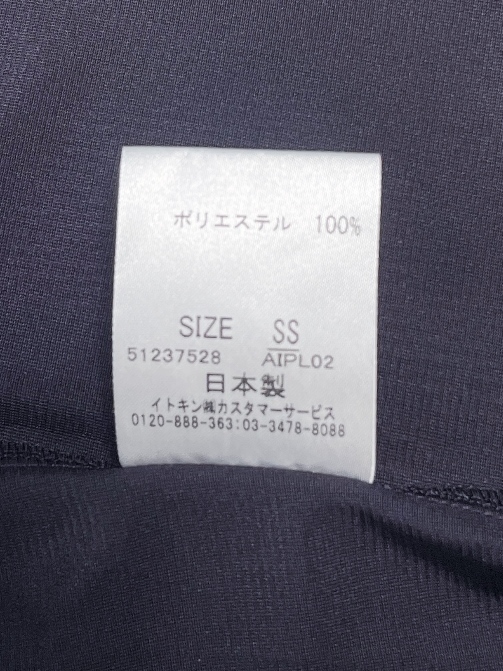 ポリエステル 100%
SIZE SS
51237528 AIPL02
日本製
イトキン㈱カスタマーサービス
0120-888-363:03-3478-8088